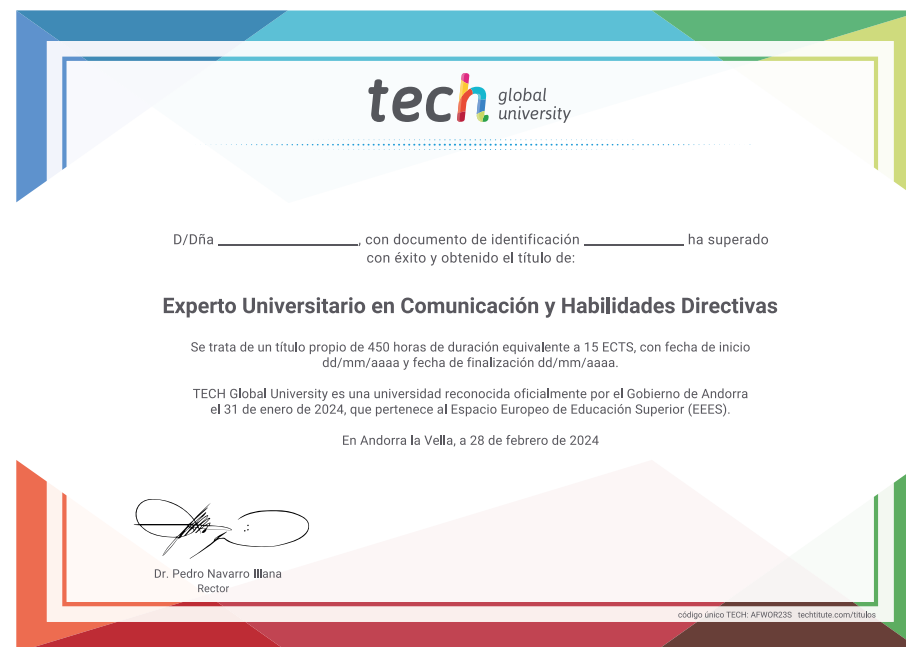 tech global university
D/Dña ____________________, con documento de identificación ______________ ha superado
con éxito y obtenido el título de:
Experto Universitario en Comunicación y Habilidades Directivas
Se trata de un título propio de 450 horas de duración equivalente a 15 ECTS, con fecha de inicio
dd/mm/aaaa y fecha de finalización dd/mm/aaaa.
TECH Global University es una universidad reconocida oficialmente por el Gobierno de Andorra
el 31 de enero de 2024, que pertenece al Espacio Europeo de Educación Superior (EEES).
En Andorra la Vella, a 28 de febrero de 2024
Dr. Pedro Navarro Illana
Rector
código único TECH: AFWOR23S techtitute.com/titulos